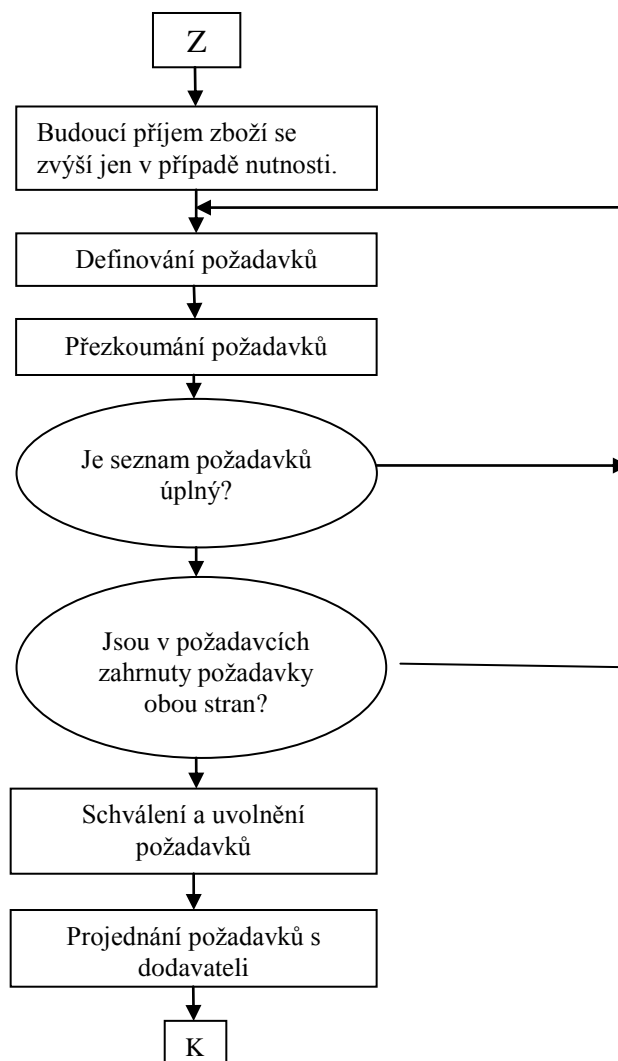 Z
Budoucí příjem zboží se
zvýší jen v případě nutnosti.
Definování požadavků
Přezkoumání požadavků
Je seznam požadavků
úplný?
Jsou v požadavcích
zahrnuty požadavky
obou stran?
Schválení a uvolnění
požadavků
Projednání požadavků s
dodavateli
K